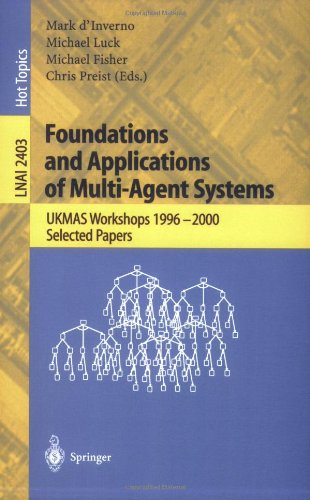 Mark d'Inverno
Michael Luck
Michael Fisher
Chris Preist (Eds.)
Hot Topics
LNAI 2403
Foundations
and Applications
of Multi-Agent Systems
UKMAS Workshops 1996–2000
Selected Papers
Springer